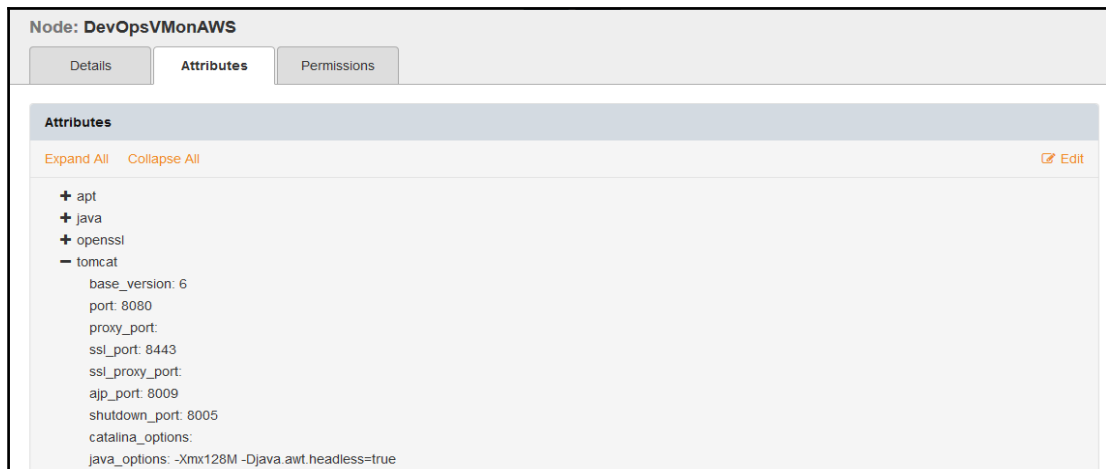 Node: DevOpsVMonAWS
Details Attributes Permissions
Attributes
Expand All Collapse All Edit
apt
java
openssl
tomcat
base_version: 6
port: 8080
proxy_port:
ssl_port: 8443
ssl_proxy_port:
ajp_port: 8009
shutdown_port: 8005
catalina_options:
java_options: -Xmx128M -Djava.awt.headless=true